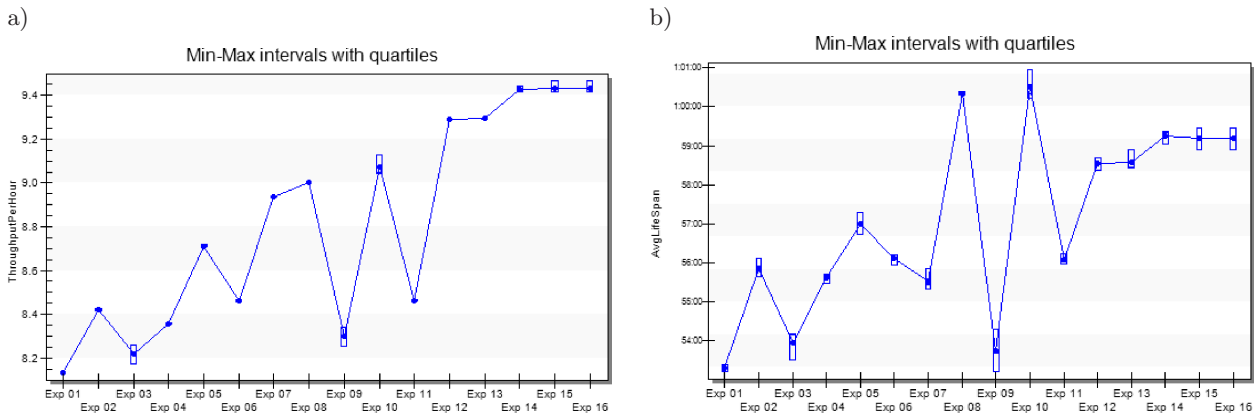 a)
Min-Max intervals with quartiles
ThroughputPerHour
9.4
9.2
9.0
8.8
8.6
8.4
8.2
Exp 01 Exp 03 Exp 05 Exp 07 Exp 09 Exp 11 Exp 13 Exp 15
Exp 02 Exp 04 Exp 06 Exp 08 Exp 10 Exp 12 Exp 14 Exp 16
b)
Min-Max intervals with quartiles
AvgLifeSpan
1:01:00
1:00:00
59:00
58:00
57:00
56:00
55:00
54:00
Exp 01 Exp 03 Exp 05 Exp 07 Exp 09 Exp 11 Exp 13 Exp 15
Exp 02 Exp 04 Exp 06 Exp 08 Exp 10 Exp 12 Exp 14 Exp 16